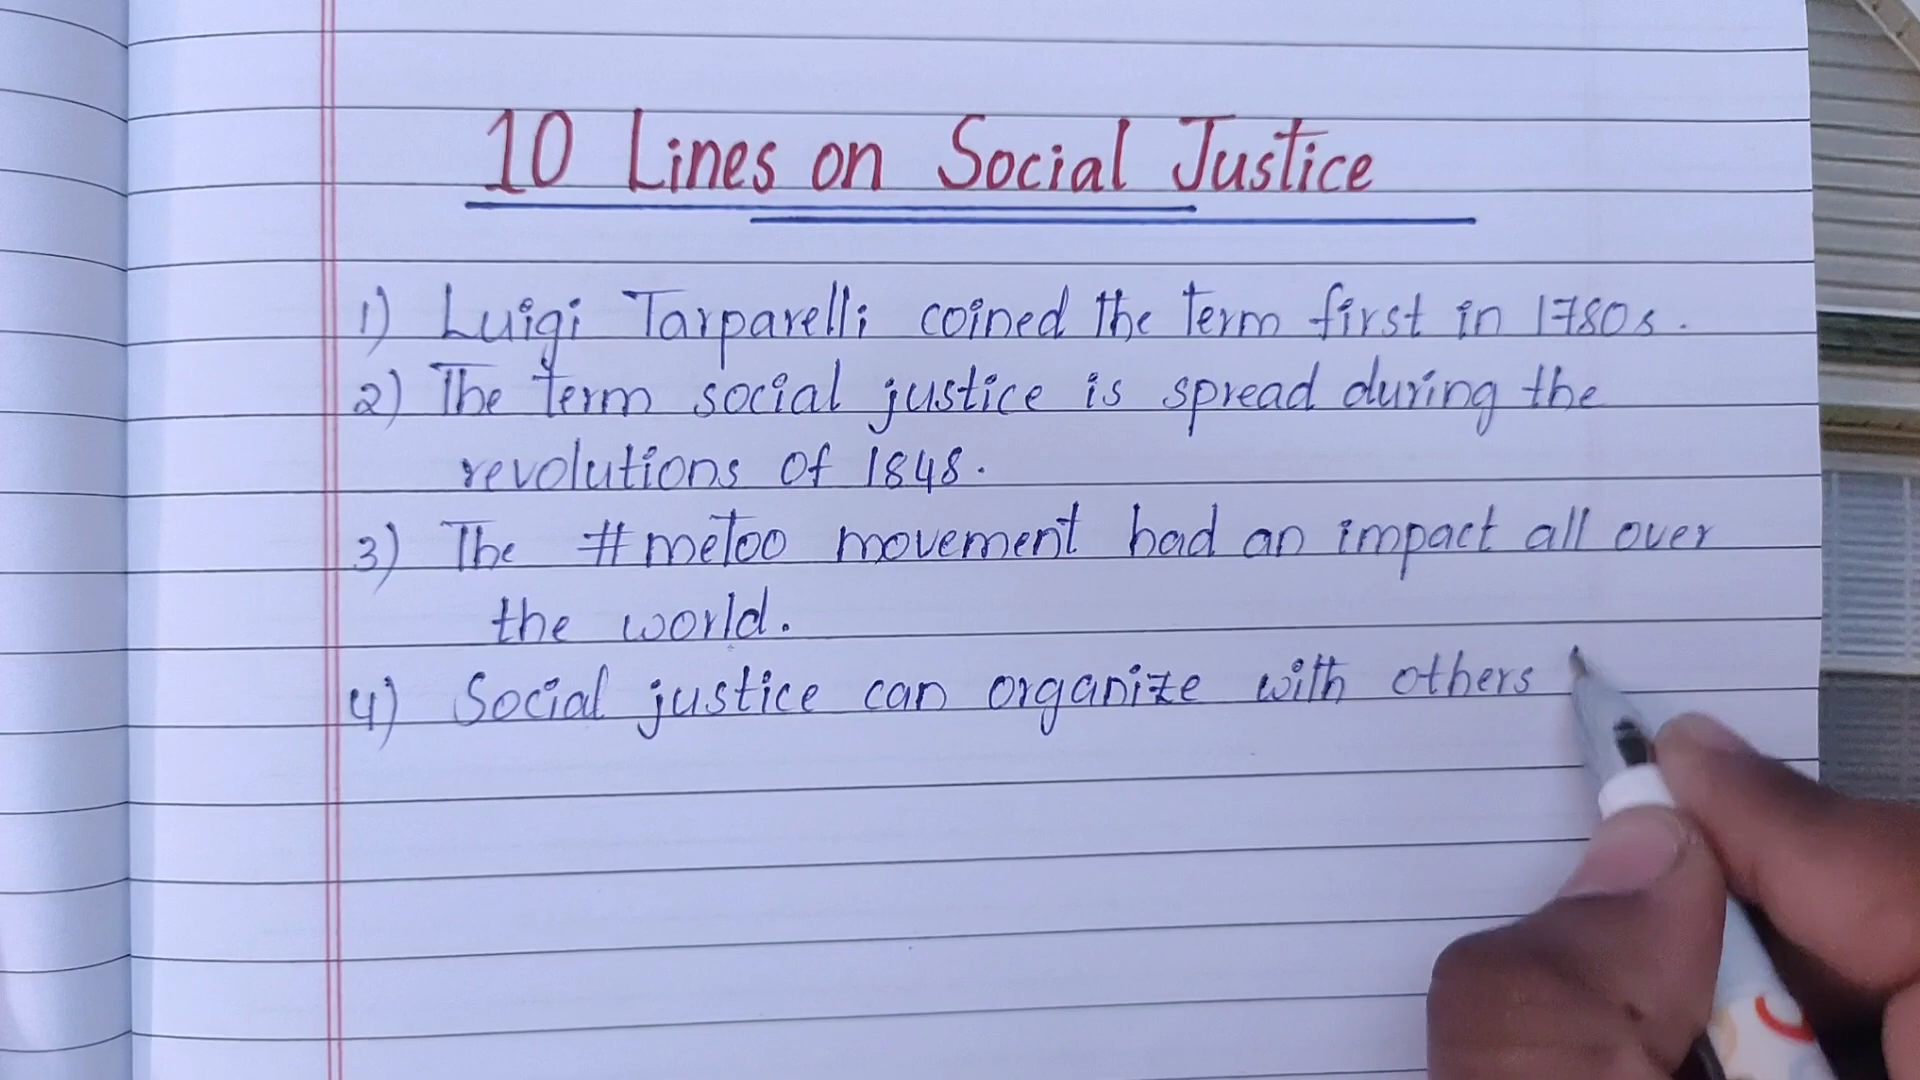 10 Lines on Social Justice
1) Luigi Tarparelli coined the term first in 1780s.
2) The term social justice is spread during the
revolutions of 1848.
3) The #metoo movement had an impact all over
the world.
4) Social justice can organize with others